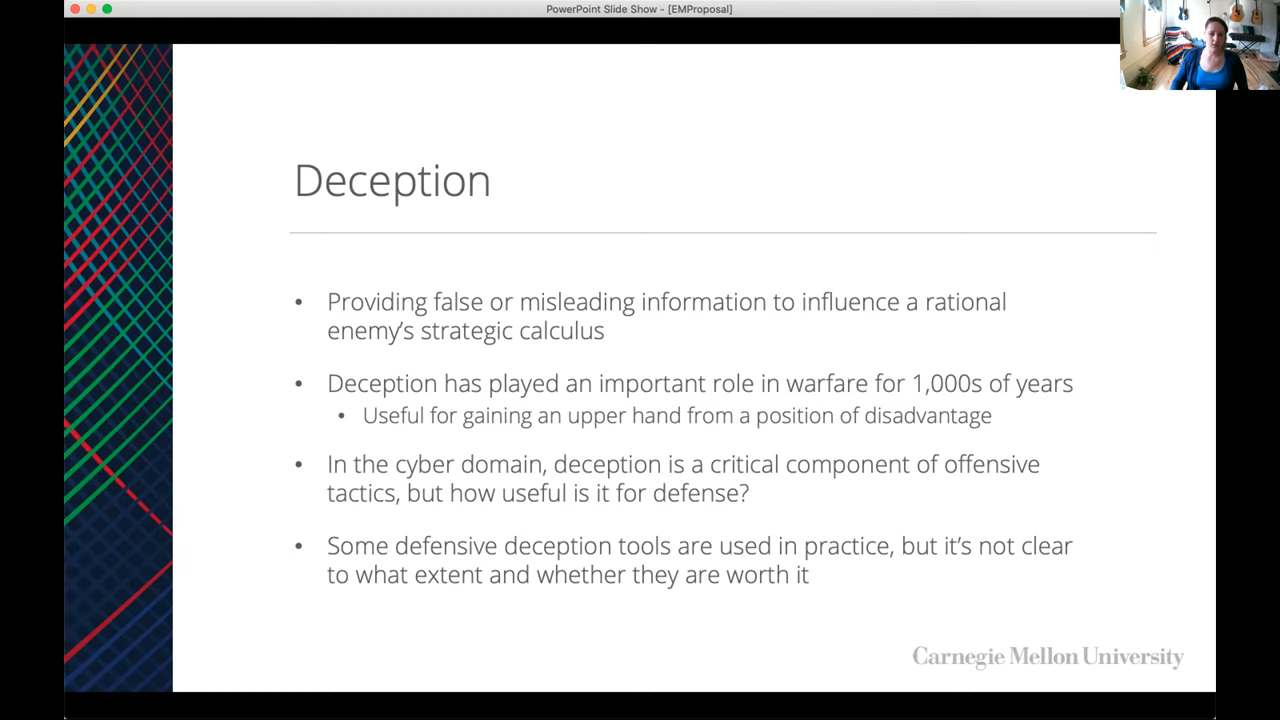 PowerPoint Slide Show - [EMProposal]
Deception
• Providing false or misleading information to influence a rational
enemy’s strategic calculus
• Deception has played an important role in warfare for 1,000s of years
• Useful for gaining an upper hand from a position of disadvantage
• In the cyber domain, deception is a critical component of offensive
tactics, but how useful is it for defense?
• Some defensive deception tools are used in practice, but it’s not clear
to what extent and whether they are worth it
Carnegie Mellon University